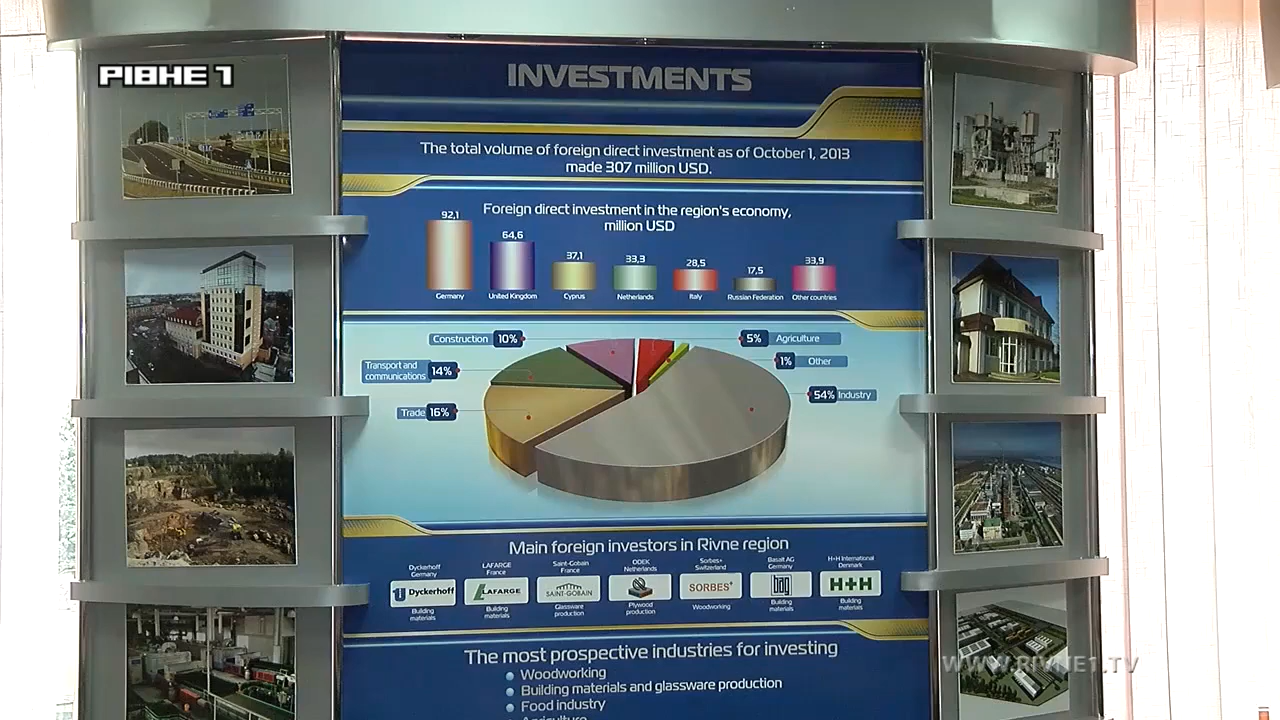 РІВНЕ 1
INVESTMENTS
The total volume of foreign direct investment as of October 1, 2013
made 307 million USD.
Foreign direct investment in the region's economy,
million USD
92,1
64,6
37,1
33,3
28,5
17,5
33,9
Germany
United Kingdom
Cyprus
Netherlands
Italy
Russian Federation
Other countries
Construction 10%
5% Agriculture
1% Other
Transport and
communications 14%
54% Industry
Trade 16%
Main foreign investors in Rivne region
Dyckerhoff
Germany
LAFARGE
France
Saint-Gobain
France
ODEK
Netherlands
Sorbes+
Switzerland
Basalt AG
Germany
H+H International
Denmark
Dyckerhoff
LAFARGE
SAINT-GOBAIN
SORBES+
bag
H+H
Building
materials
Building
materials
Glassware
production
Plywood
production
Woodworking
Building
materials
Building
materials
The most prospective industries for investing
Woodworking
Building materials and glassware production
Food industry
Agriculture
WWW.RIVNE1.TV